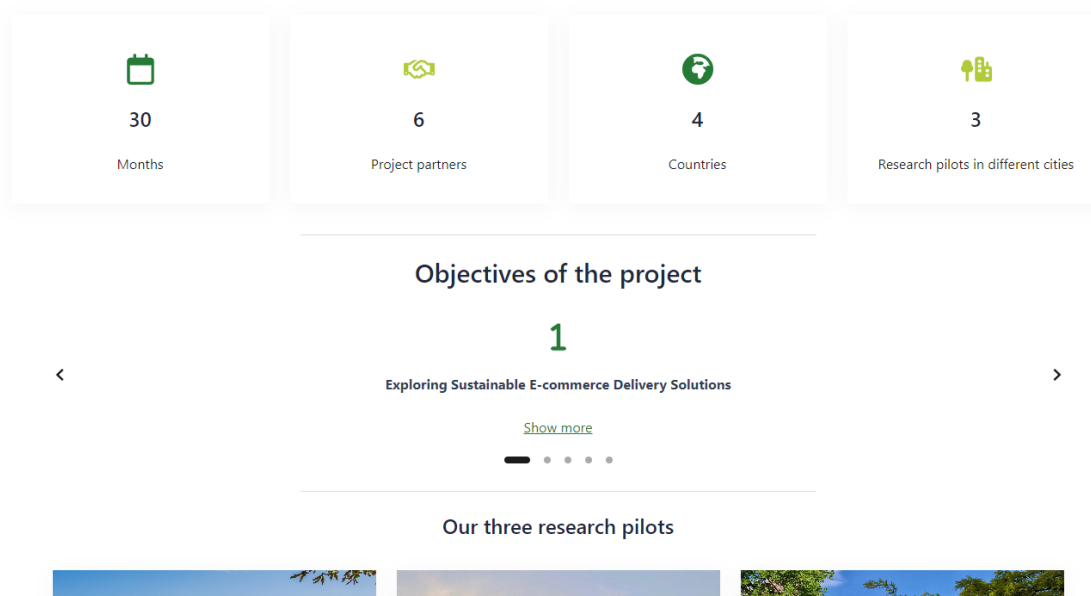 30
6
4
3
Months
Project partners
Countries
Research pilots in different cities
Objectives of the project
1
Exploring Sustainable E-commerce Delivery Solutions
Show more
Our three research pilots